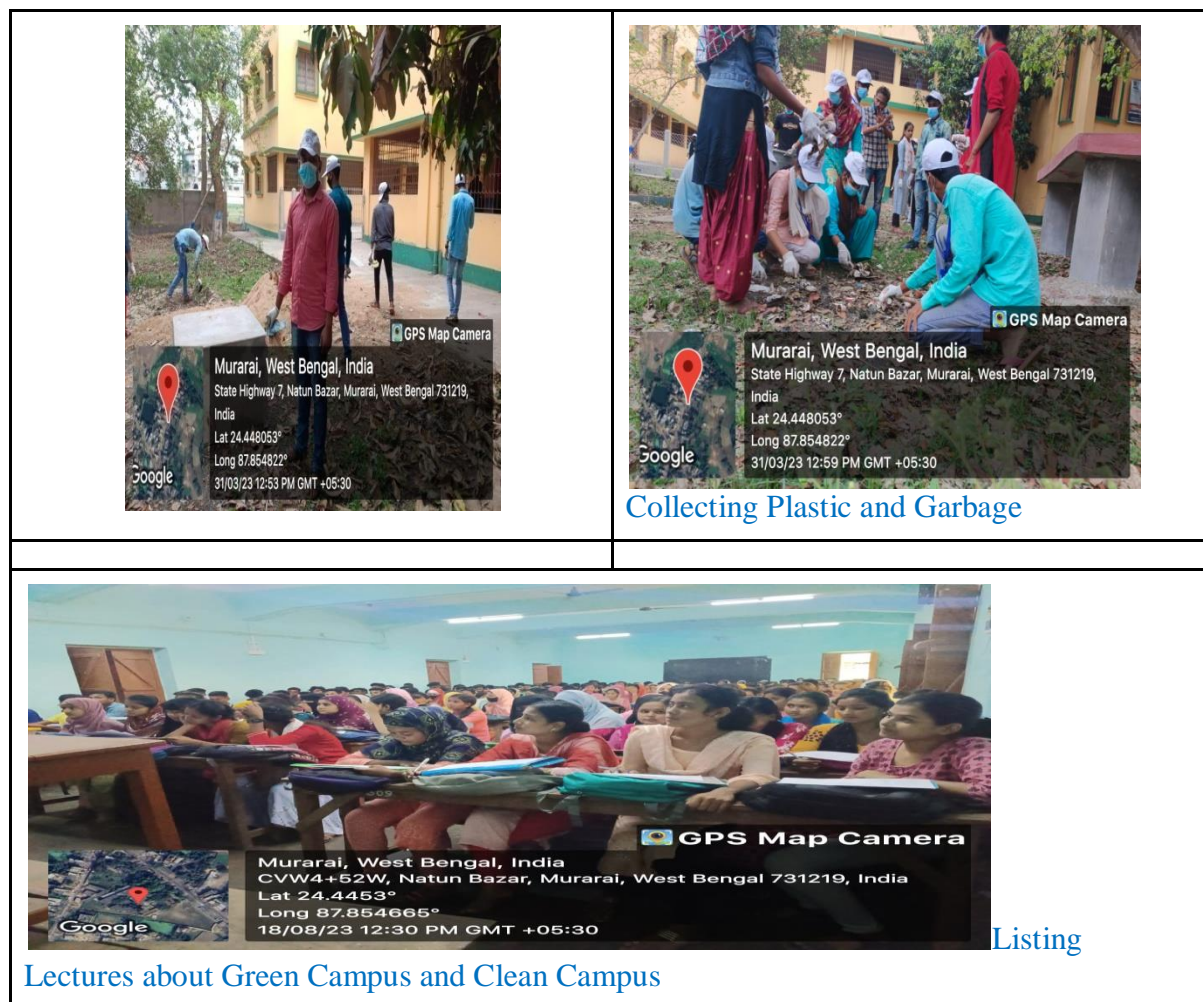 GPS Map Camera
Murarai, West Bengal, India
State Highway 7, Natun Bazar, Murarai, West Bengal 731219,
India
Lat 24.448053°
Long 87.854822°
31/03/23 12:53 PM GMT +05:30
Google
GPS Map Camera
Murarai, West Bengal, India
State Highway 7, Natun Bazar, Murarai, West Bengal 731219,
India
Lat 24.448053°
Long 87.854822°
31/03/23 12:59 PM GMT +05:30
Google
Collecting Plastic and Garbage
GPS Map Camera
Murarai, West Bengal, India
CVW4+52W, Natun Bazar, Murarai, West Bengal 731219, India
Lat 24.4453°
Long 87.854665°
18/08/23 12:30 PM GMT +05:30
Google
Listing
Lectures about Green Campus and Clean Campus